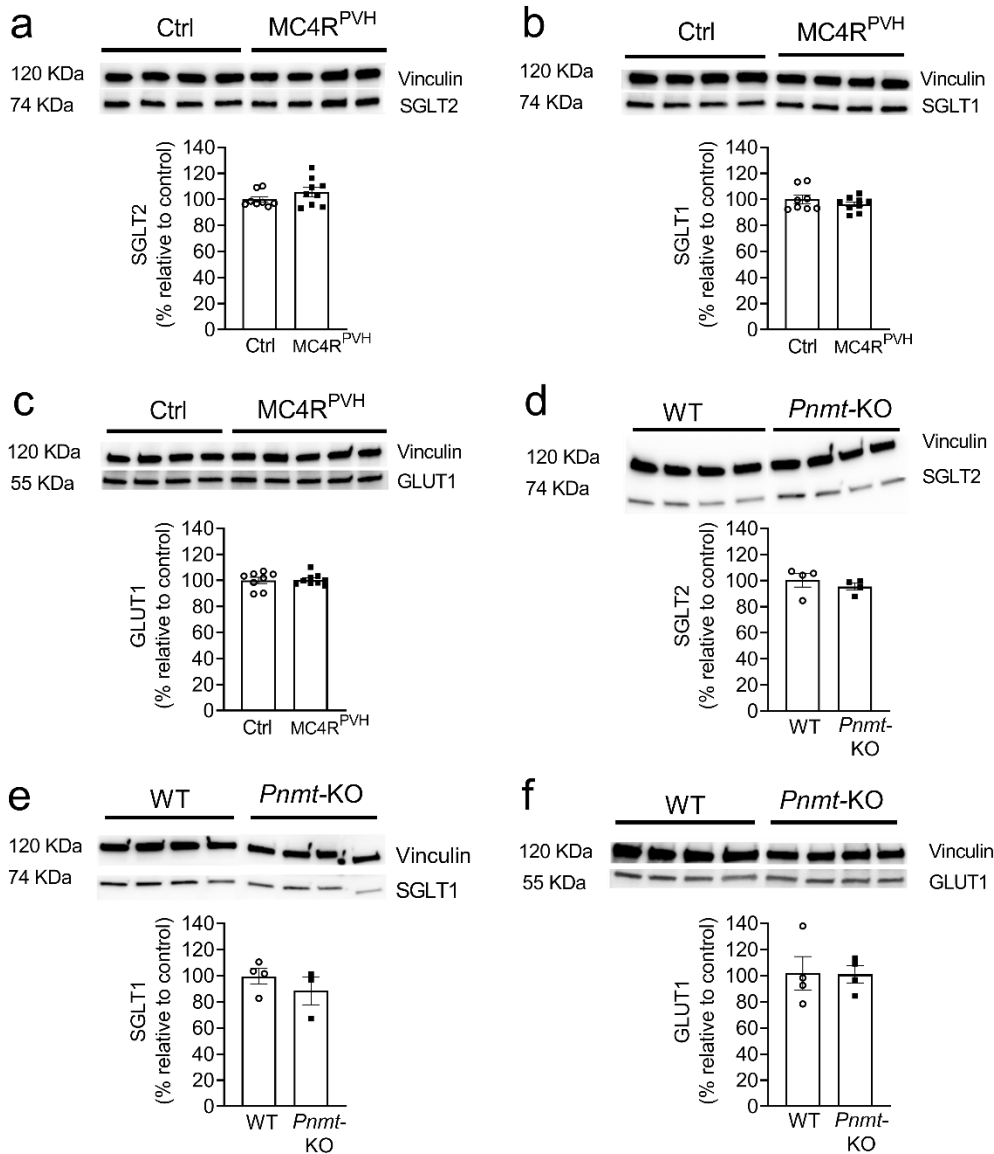 a
Ctrl MC4R^PVH
120 KDa Vinculin
74 KDa SGLT2
SGLT2
(% relative to control)
140
120
100
80
60
40
20
0
Ctrl MC4R^PVH
b
Ctrl MC4R^PVH
120 KDa Vinculin
74 KDa SGLT1
SGLT1
(% relative to control)
140
120
100
80
60
40
20
0
Ctrl MC4R^PVH
c
Ctrl MC4R^PVH
120 KDa Vinculin
55 KDa GLUT1
GLUT1
(% relative to control)
140
120
100
80
60
40
20
0
Ctrl MC4R^PVH
d
WT Pnmt-KO
120 KDa Vinculin
74 KDa SGLT2
SGLT2
(% relative to control)
140
120
100
80
60
40
20
0
WT Pnmt-
KO
e
WT Pnmt-KO
120 KDa Vinculin
74 KDa SGLT1
SGLT1
(% relative to control)
140
120
100
80
60
40
20
0
WT Pnmt-
KO
f
WT Pnmt-KO
120 KDa Vinculin
55 KDa GLUT1
GLUT1
(% relative to control)
140
120
100
80
60
40
20
0
WT Pnmt-
KO